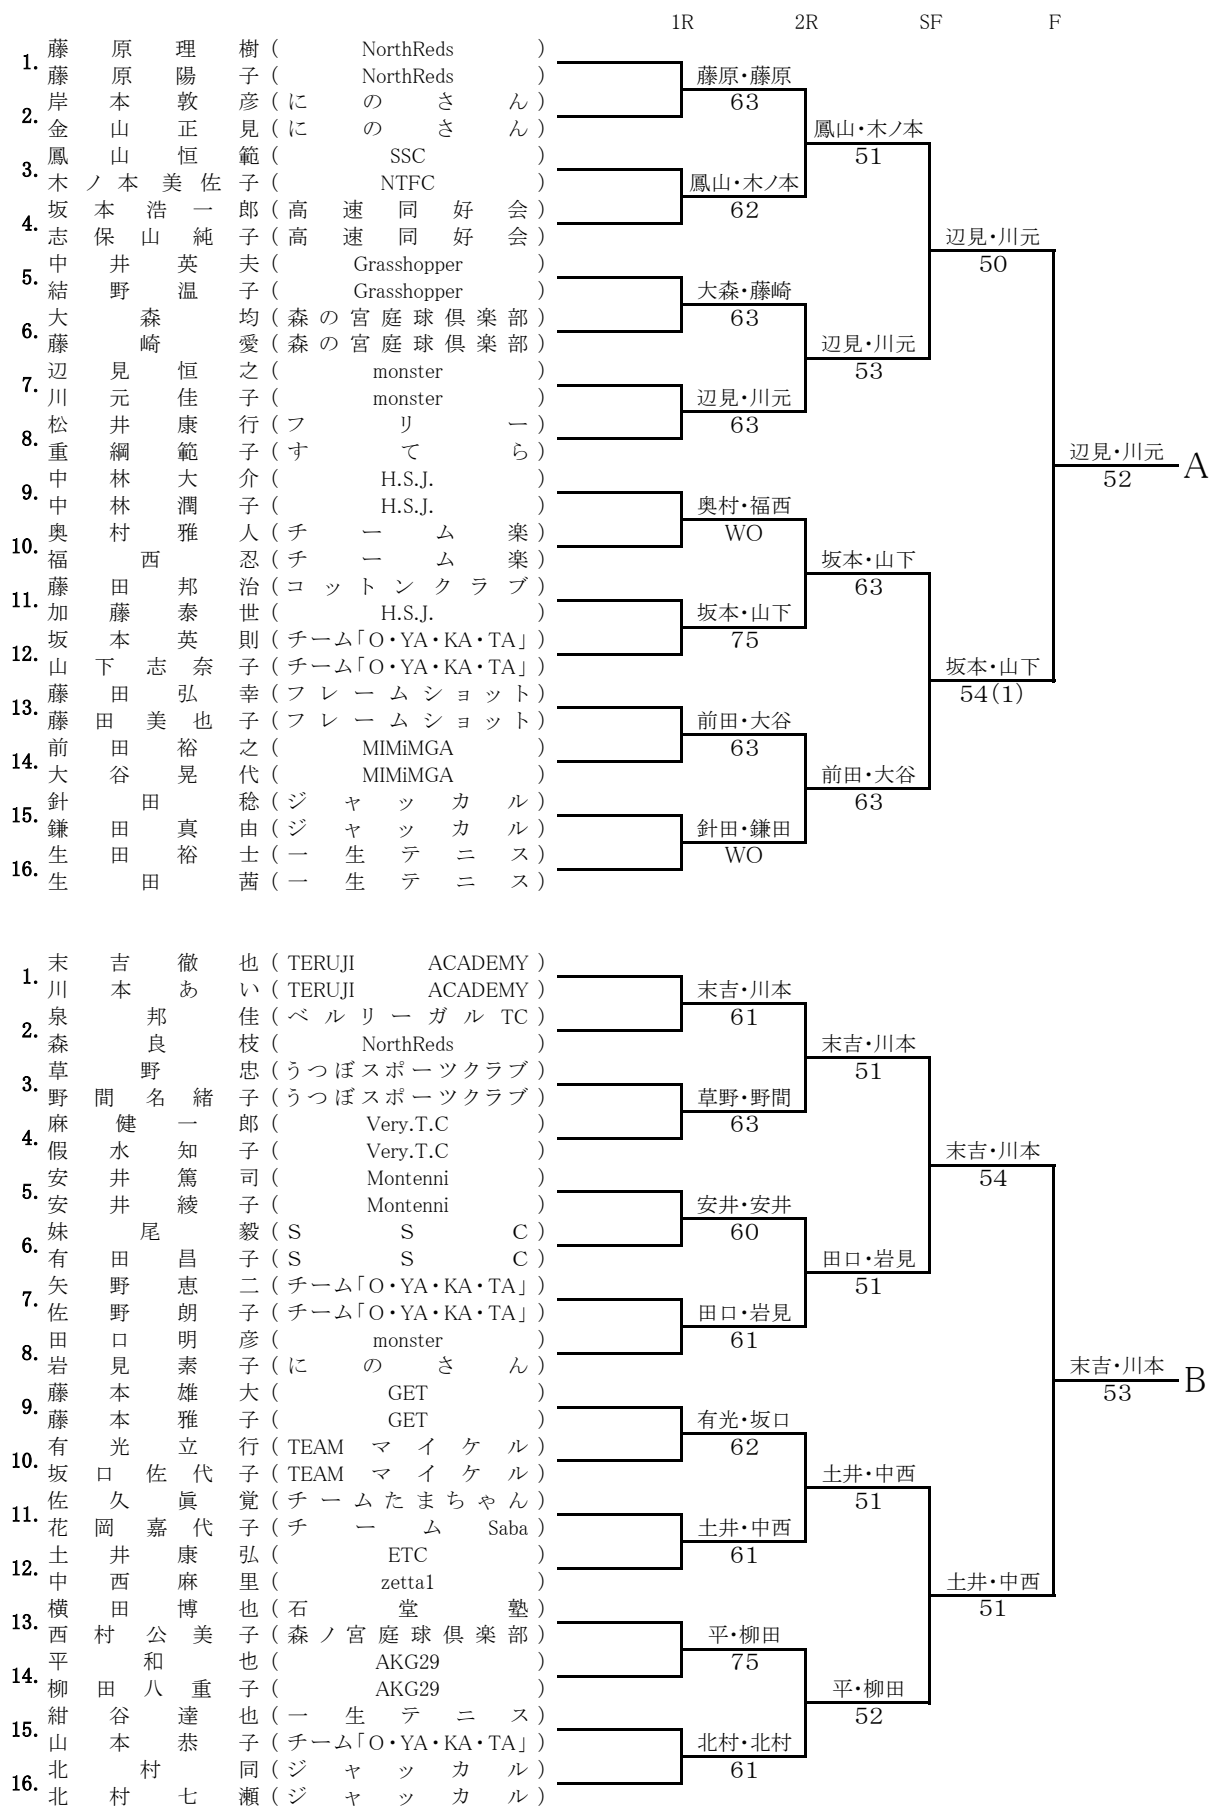 1R 2R SF F
1. 藤原理樹 ( NorthReds )
藤原陽子 ( NorthReds )
藤原・藤原
63
2. 岸本敦彦 ( にのさん )
金山正見 ( にのさん )
鳳山・木ノ本
51
3. 鳳山恒範 ( SSC )
木ノ本美佐子 ( NTFC )
鳳山・木ノ本
62
4. 坂本浩一郎 ( 高速同好会 )
志保山純子 ( 高速同好会 )
辺見・川元
50
5. 中井英夫 ( Grasshopper )
結野温子 ( Grasshopper )
大森・藤崎
63
6. 大森均 ( 森の宮庭球倶楽部 )
藤崎愛 ( 森の宮庭球倶楽部 )
辺見・川元
53
7. 辺見恒之 ( monster )
川元佳子 ( monster )
辺見・川元
63
8. 松井康行 ( フリー )
重綱範子 ( すてら )
辺見・川元 A
52
9. 中林大介 ( H.S.J. )
中林潤子 ( H.S.J. )
奥村・福西
WO
10. 奥村雅人 ( チーム楽 )
福西忍 ( チーム楽 )
坂本・山下
63
11. 藤田邦治 ( コットンクラブ )
加藤泰世 ( H.S.J. )
坂本・山下
75
12. 坂本英則 ( チーム「O・YA・KA・TA」 )
山下志奈子 ( チーム「O・YA・KA・TA」 )
坂本・山下
54(1)
13. 藤田弘幸 ( フレームショット )
藤田美也子 ( フレームショット )
前田・大谷
63
14. 前田裕之 ( MIMiMGA )
大谷晃代 ( MIMiMGA )
前田・大谷
63
15. 針田稔 ( ジャッカル )
鎌田真由 ( ジャッカル )
針田・鎌田
WO
16. 生田裕士 ( 一生テニス )
生田茜 ( 一生テニス )
1. 末吉徹也 ( TERUJI ACADEMY )
川本あい ( TERUJI ACADEMY )
末吉・川本
61
2. 泉邦佳 ( ベルリーガルTC )
森良枝 ( NorthReds )
末吉・川本
51
3. 草野忠 ( うつぼスポーツクラブ )
野間名緒子 ( うつぼスポーツクラブ )
草野・野間
63
4. 麻健一郎 ( Very.T.C )
假水知子 ( Very.T.C )
末吉・川本
54
5. 安井篤司 ( Montenni )
安井綾子 ( Montenni )
安井・安井
60
6. 妹尾毅 ( SSC )
有田昌子 ( SSC )
田口・岩見
51
7. 矢野恵二 ( チーム「O・YA・KA・TA」 )
佐野朗子 ( チーム「O・YA・KA・TA」 )
田口・岩見
61
8. 田口明彦 ( monster )
岩見素子 ( にのさん )
末吉・川本 B
53
9. 藤本雄大 ( GET )
藤本雅子 ( GET )
有光・坂口
62
10. 有光立行 ( TEAMマイケル )
坂口佐代子 ( TEAMマイケル )
土井・中西
51
11. 佐久眞覚 ( チームたまちゃん )
花岡嘉代子 ( チームSaba )
土井・中西
61
12. 土井康弘 ( ETC )
中西麻里 ( zetta1 )
土井・中西
51
13. 横田博也 ( 石堂塾 )
西村公美子 ( 森ノ宮庭球倶楽部 )
平・柳田
75
14. 平和也 ( AKG29 )
柳田八重子 ( AKG29 )
平・柳田
52
15. 紺谷達也 ( 一生テニス )
山本恭子 ( チーム「O・YA・KA・TA」 )
北村・北村
61
16. 北村同 ( ジャッカル )
北村七瀬 ( ジャッカル )